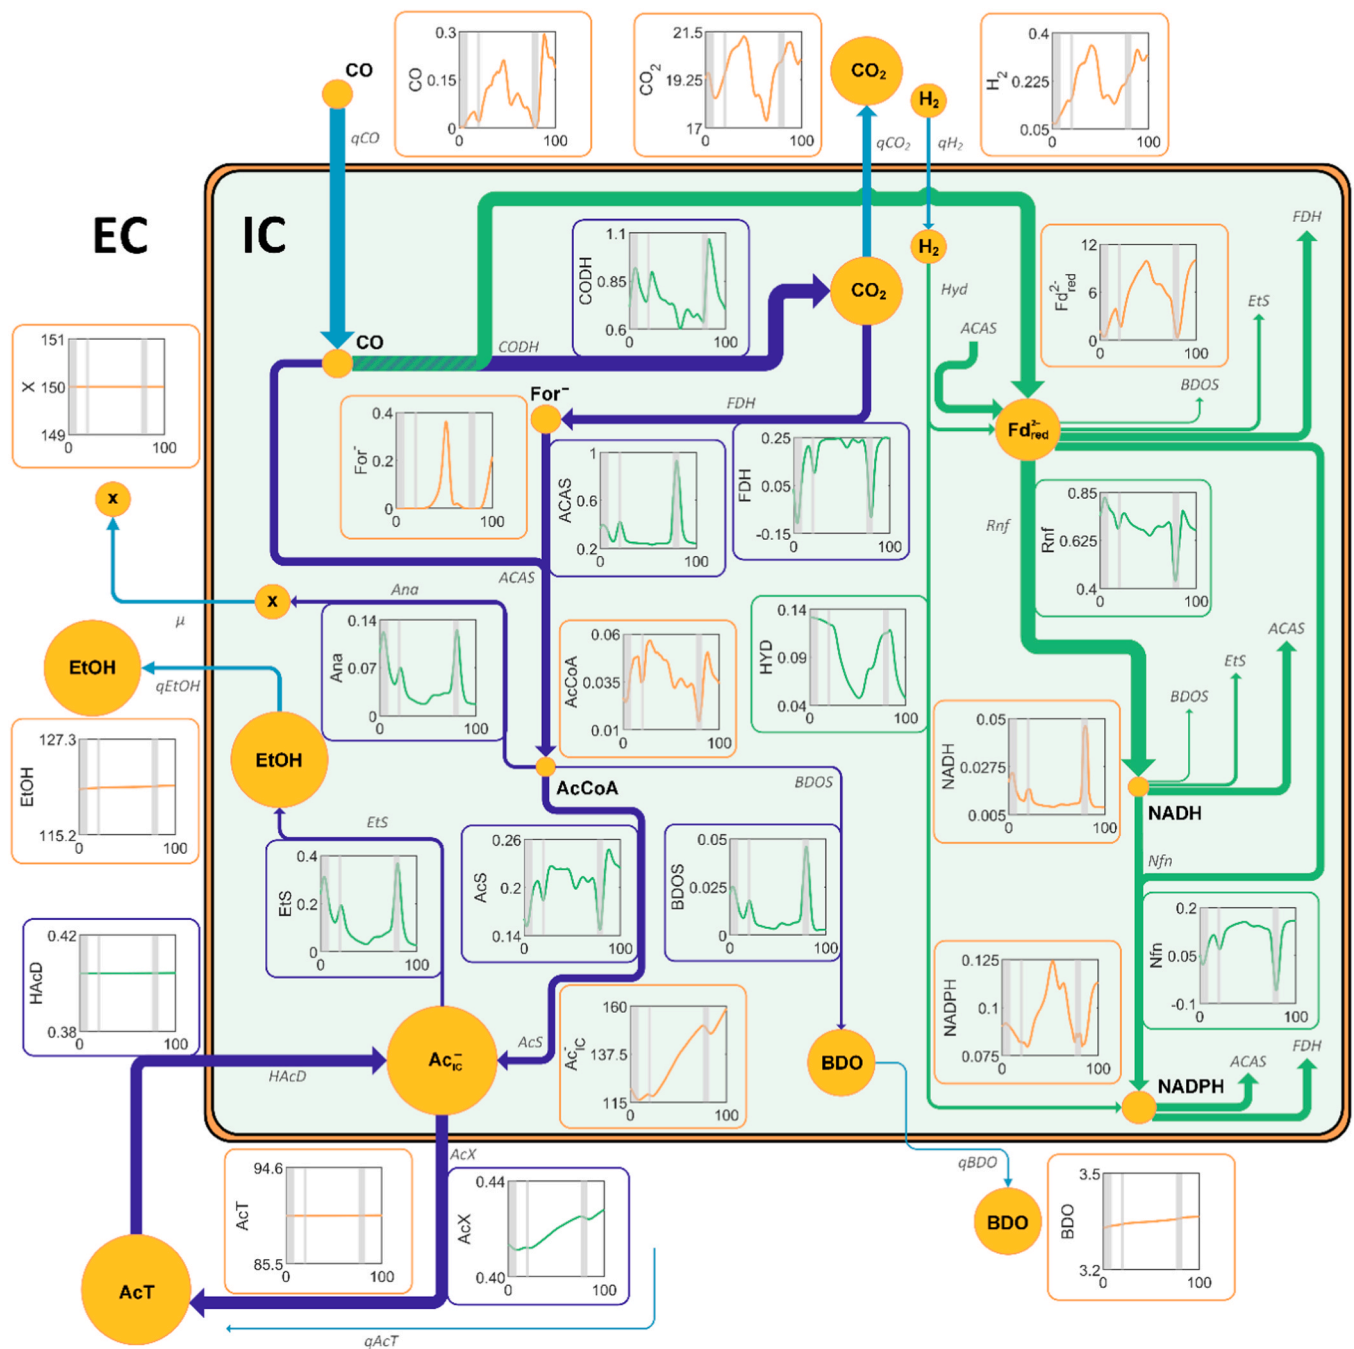 CO
qCO
CO
0.3
0.15
0
0
100
CO2
21.5
19.25
17
0
100
CO2
qCO2
H2
qH2
H2
0.4
0.225
0.05
0
100
EC
IC
CODH
1.1
0.85
0.6
0
100
CO
CODH
CO2
H2
Hyd
ACAS
Fd2-red
12
6
0
0
100
FDH
EtS
BDOS
Fd2-red
X
151
150
149
0
100
For-
0.4
0.2
0
0
100
For-
FDH
ACAS
1
0.6
0.2
0
100
FDH
0.25
0.05
-0.15
0
100
Rnf
Rnf
0.85
0.625
0.4
0
100
x
μ
x
Ana
ACAS
Ana
0.14
0.07
0
0
100
AcCoA
0.06
0.035
0.01
0
100
HYD
0.14
0.09
0.04
0
100
ACAS
EtS
BDOS
EtOH
qEtOH
EtOH
EtOH
127.3
115.2
0
100
AcCoA
BDOS
NADH
0.05
0.0275
0.005
0
100
NADH
Nfn
EtS
EtS
0.4
0.2
0
0
100
AcS
0.26
0.2
0.14
0
100
BDOS
0.05
0.025
0
0
100
HAcD
0.42
0.38
0
100
Nfn
0.2
0.05
-0.1
0
100
NADPH
0.125
0.1
0.075
0
100
HAcD
Ac-IC
AcS
Ac-IC
160
137.5
115
0
100
BDO
NADPH
ACAS
FDH
AcX
AcT
94.6
85.5
0
100
AcX
0.44
0.40
0
100
qBDO
BDO
BDO
3.5
3.2
0
100
AcT
qAcT